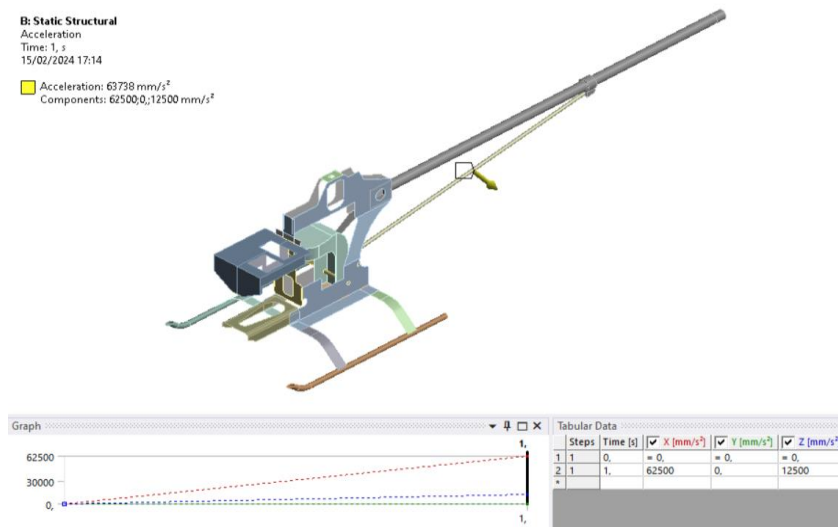 B: Static Structural
Acceleration
Time: 1, s
15/02/2024 17:14
Acceleration: 63738 mm/s²
Components: 62500;0,;12500 mm/s²
Graph
1,
62500
30000
0,
1,
Tabular Data
Steps Time [s] X [mm/s²] Y [mm/s²] Z [mm/s²
1 1 0, = 0, = 0, = 0,
2 1 1, 62500 0, 12500
*